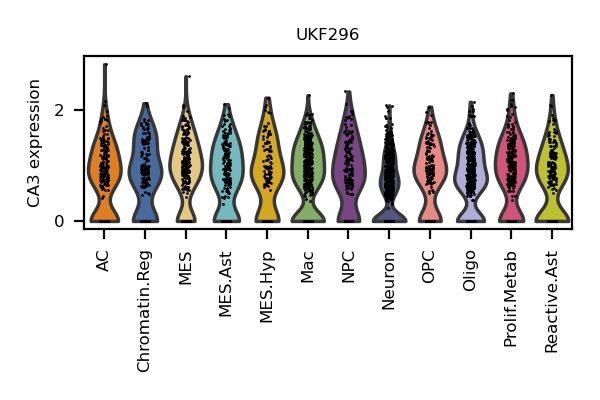 UKF296
CA3 expression
2
0
AC
Chromatin.Reg
MES
MES.Ast
MES.Hyp
Mac
NPC
Neuron
OPC
Oligo
Prolif.Metab
Reactive.Ast